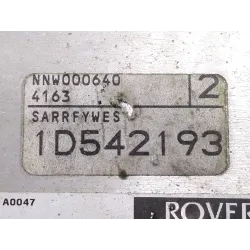 NNW000640
4163
2
SARRFYWES
1D542193
A0047
ROVER